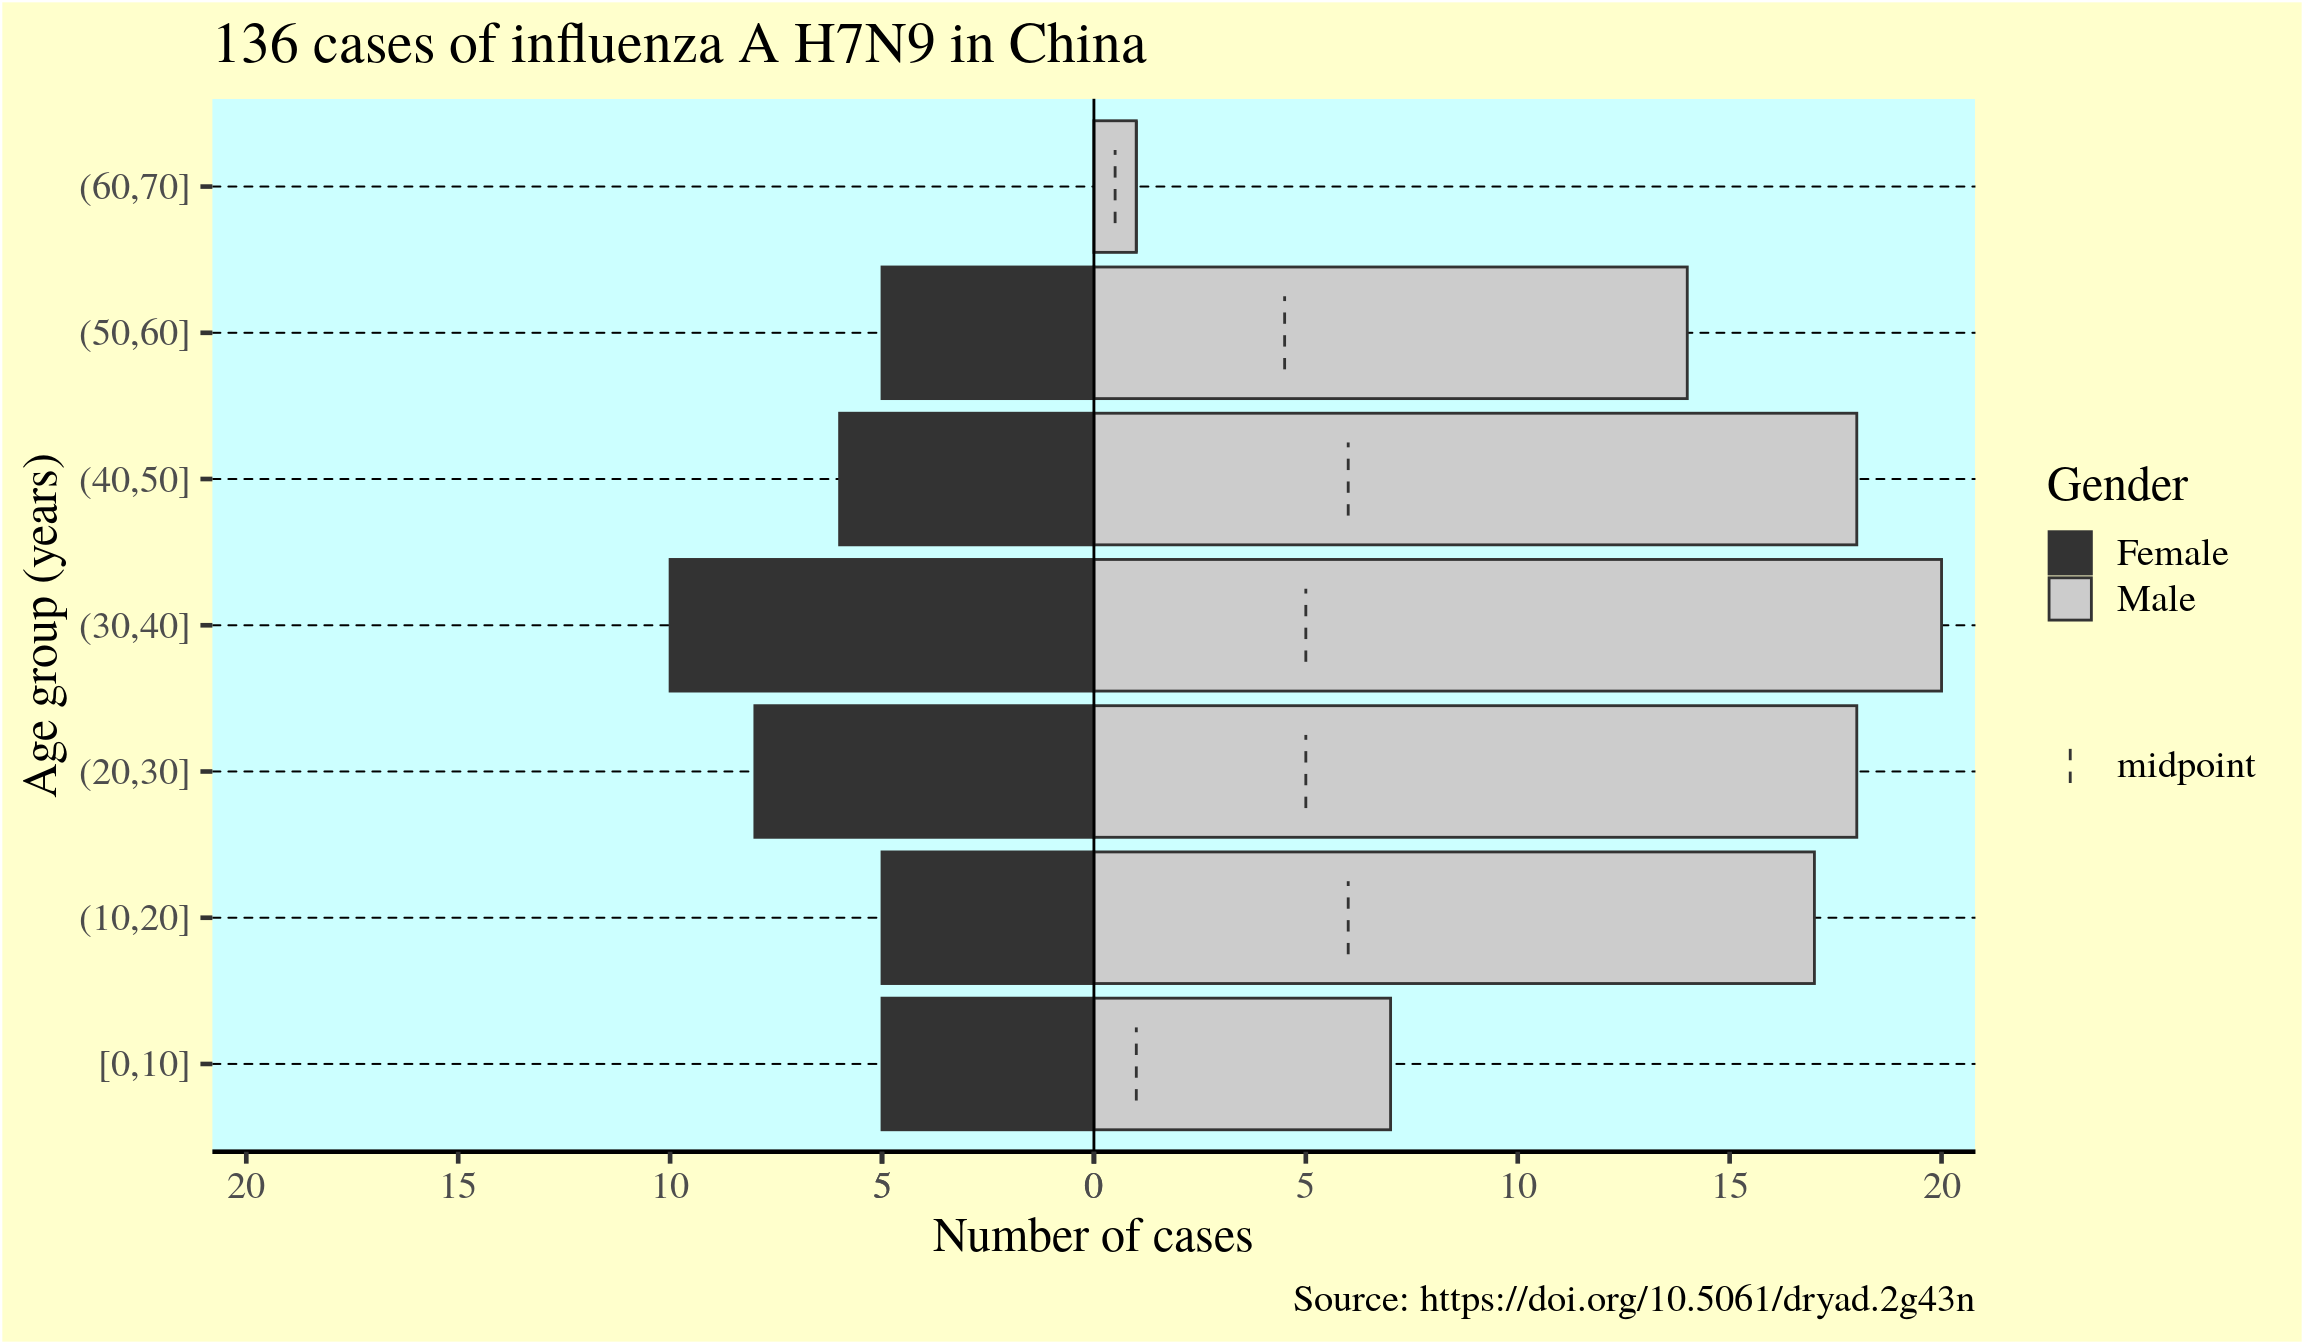 136 cases of influenza A H7N9 in China
Age group (years)
(60,70]
(50,60]
(40,50]
(30,40]
(20,30]
(10,20]
[0,10]
20 15 10 5 0 5 10 15 20
Number of cases
Gender
Female
Male
midpoint
Source: https://doi.org/10.5061/dryad.2g43n